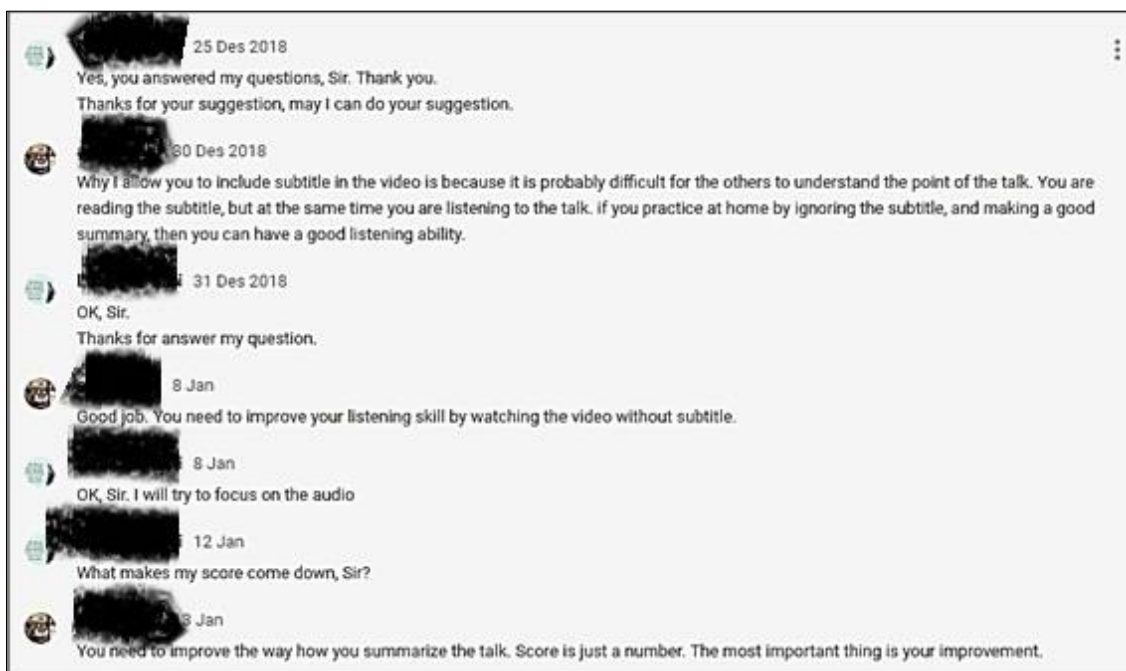 25 Des 2018
Yes, you answered my questions, Sir. Thank you.
Thanks for your suggestion, may I can do your suggestion.
30 Des 2018
Why I allow you to include subtitle in the video is because it is probably difficult for the others to understand the point of the talk. You are
reading the subtitle, but at the same time you are listening to the talk. if you practice at home by ignoring the subtitle, and making a good
summary, then you can have a good listening ability.
31 Des 2018
OK, Sir.
Thanks for answer my question.
8 Jan
Good job. You need to improve your listening skill by watching the video without subtitle.
8 Jan
OK, Sir. I will try to focus on the audio
12 Jan
What makes my score come down, Sir?
Jan
You need to improve the way how you summarize the talk. Score is just a number. The most important thing is your improvement.